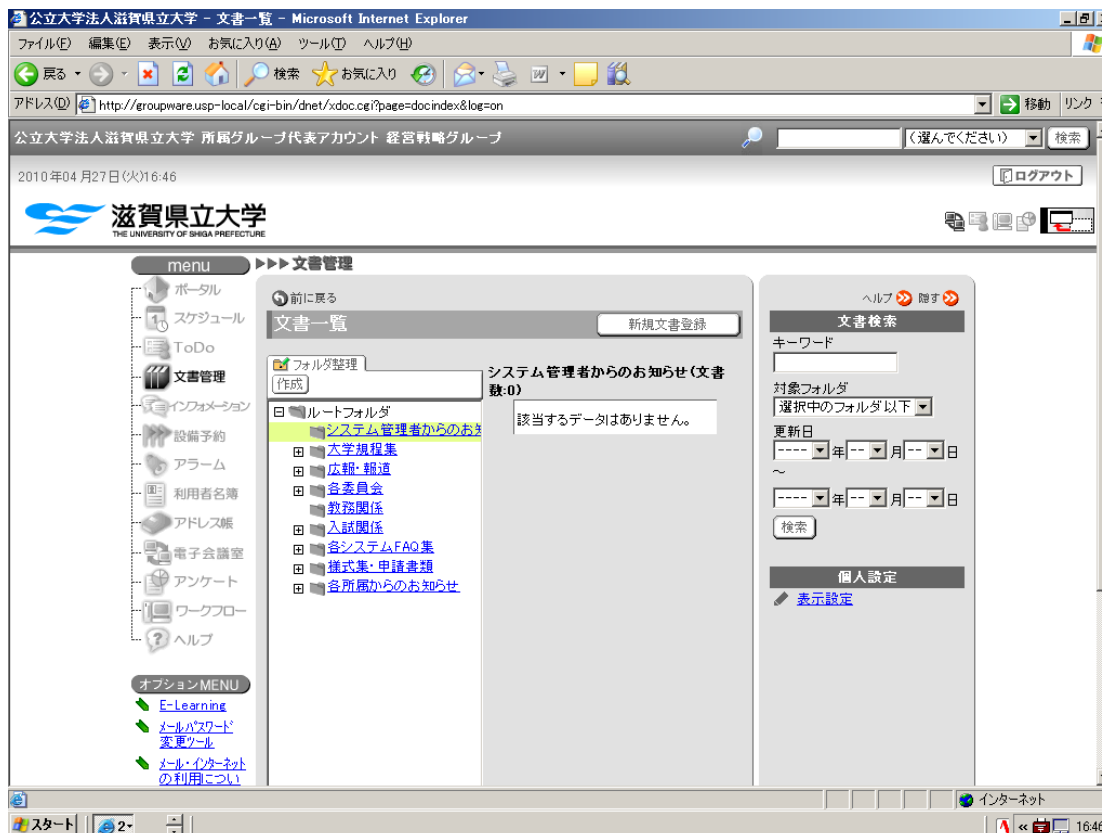 公立大学法人滋賀県立大学 - 文書一覧 - Microsoft Internet Explorer
ファイル(F) 編集(E) 表示(V) お気に入り(A) ツール(T) ヘルプ(H)
戻る 検索 お気に入り
アドレス(D) http://groupware.usp-local/cgi-bin/dnet/xdoc.cgi?page=docindex&log=on 移動 リンク
公立大学法人滋賀県立大学 所属グループ代表アカウント 経営戦略グループ (選んでください) 検索
2010年04月27日(火)16:46 ログアウト
滋賀県立大学
THE UNIVERSITY OF SHIGA PREFECTURE
menu
ポータル
スケジュール
ToDo
文書管理
インフォメーション
設備予約
アラーム
利用者名簿
アドレス帳
電子会議室
アンケート
ワークフロー
ヘルプ
オプションMENU
E-Learning
メールパスワード
変更ツール
メール・インターネット
の利用につい
▶▶▶文書管理
前に戻る
文書一覧 新規文書登録
フォルダ整理
作成
ルートフォルダ
システム管理者からのお
大学規程集
広報・報道
各委員会
教務関係
入試関係
各システムFAQ集
様式集・申請書類
各所属からのお知らせ
システム管理者からのお知らせ(文書
数:0)
該当するデータはありません。
ヘルプ 隠す
文書検索
キーワード
対象フォルダ
選択中のフォルダ以下
更新日
---- 年 -- 月 -- 日
～
---- 年 -- 月 -- 日
検索
個人設定
表示設定
インターネット
スタート 2 16:46